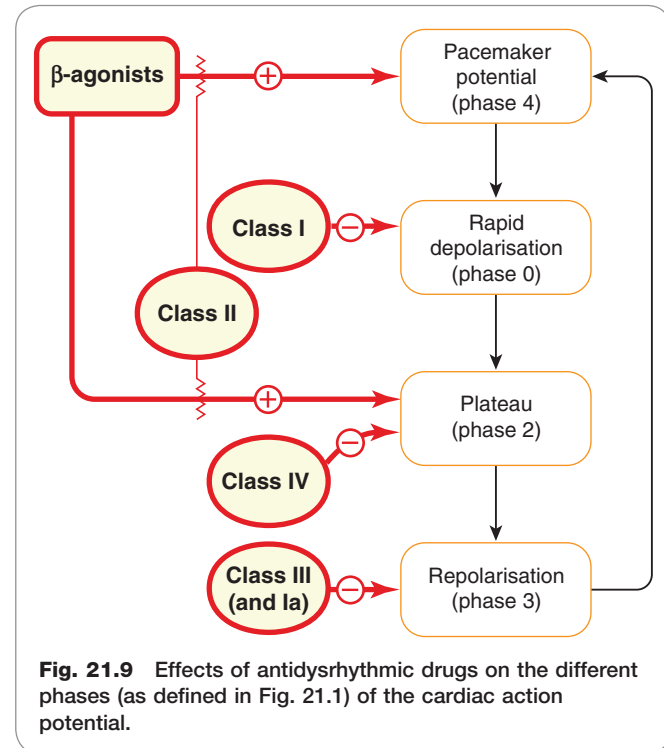 β-agonists
+
Pacemaker
potential
(phase 4)
Class I
−
Rapid
depolarisation
(phase 0)
Class II
+
Plateau
(phase 2)
−
Class IV
Class III
(and Ia)
−
Repolarisation
(phase 3)
Fig. 21.9 Effects of antidysrhythmic drugs on the different
phases (as defined in Fig. 21.1) of the cardiac action
potential.